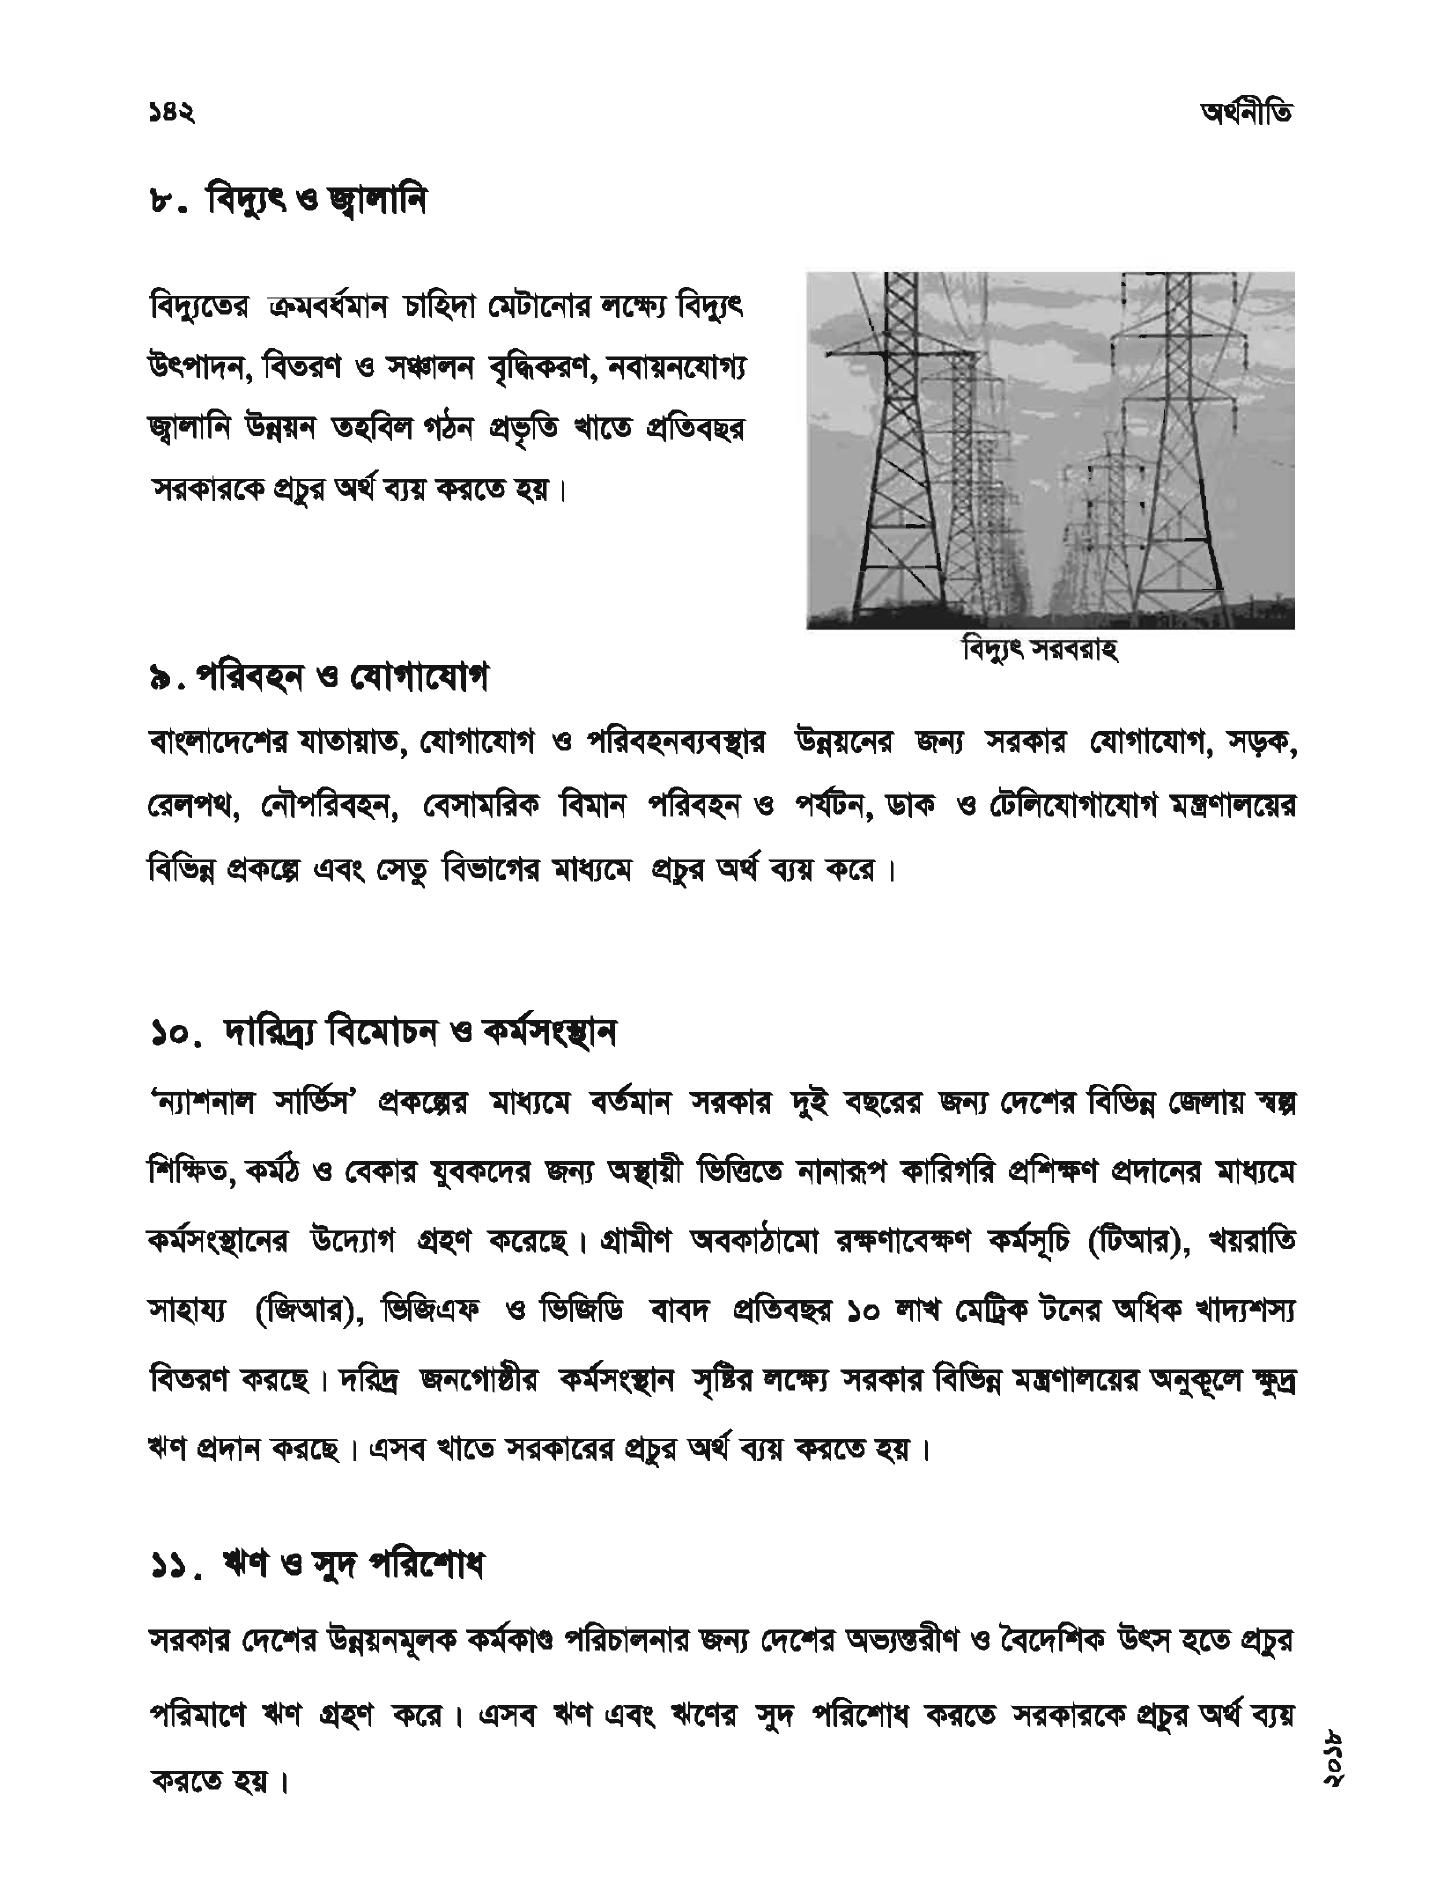 ১৪২
অর্থনীতি
৮. বিদ্যুৎ ও জ্বালানি
বিদ্যুতের ক্রমবর্ধমান চাহিদা মেটানোর লক্ষ্যে বিদ্যুৎ
উৎপাদন, বিতরণ ও সঞ্চালন বৃদ্ধিকরণ, নবায়নযোগ্য
জ্বালানি উন্নয়ন তহবিল গঠন প্রভৃতি খাতে প্রতিবছর
সরকারকে প্রচুর অর্থ ব্যয় করতে হয়।
বিদ্যুৎ সরবরাহ
৯. পরিবহন ও যোগাযোগ
বাংলাদেশের যাতায়াত, যোগাযোগ ও পরিবহনব্যবস্থার উন্নয়নের জন্য সরকার যোগাযোগ, সড়ক,
রেলপথ, নৌপরিবহন, বেসামরিক বিমান পরিবহন ও পর্যটন, ডাক ও টেলিযোগাযোগ মন্ত্রণালয়ের
বিভিন্ন প্রকল্পে এবং সেতু বিভাগের মাধ্যমে প্রচুর অর্থ ব্যয় করে।
১০. দারিদ্র্য বিমোচন ও কর্মসংস্থান
‘ন্যাশনাল সার্ভিস’ প্রকল্পের মাধ্যমে বর্তমান সরকার দুই বছরের জন্য দেশের বিভিন্ন জেলায় স্বল্প
শিক্ষিত, কর্মঠ ও বেকার যুবকদের জন্য অস্থায়ী ভিত্তিতে নানারূপ কারিগরি প্রশিক্ষণ প্রদানের মাধ্যমে
কর্মসংস্থানের উদ্যোগ গ্রহণ করেছে। গ্রামীণ অবকাঠামো রক্ষণাবেক্ষণ কর্মসূচি (টিআর), খয়রাতি
সাহায্য (জিআর), ভিজিএফ ও ভিজিডি বাবদ প্রতিবছর ১০ লাখ মেট্রিক টনের অধিক খাদ্যশস্য
বিতরণ করছে। দরিদ্র জনগোষ্ঠীর কর্মসংস্থান সৃষ্টির লক্ষ্যে সরকার বিভিন্ন মন্ত্রণালয়ের অনুকূলে ক্ষুদ্র
ঋণ প্রদান করছে। এসব খাতে সরকারের প্রচুর অর্থ ব্যয় করতে হয়।
১১. ঋণ ও সুদ পরিশোধ
সরকার দেশের উন্নয়নমূলক কর্মকাণ্ড পরিচালনার জন্য দেশের অভ্যন্তরীণ ও বৈদেশিক উৎস হতে প্রচুর
পরিমাণে ঋণ গ্রহণ করে। এসব ঋণ এবং ঋণের সুদ পরিশোধ করতে সরকারকে প্রচুর অর্থ ব্যয়
করতে হয়।
২০১৮